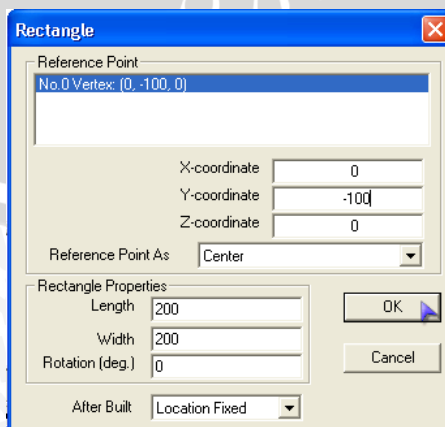 Rectangle
Reference Point
No.0 Vertex: (0, -100, 0)
X-coordinate 0
Y-coordinate -100
Z-coordinate 0
Reference Point As Center
Rectangle Properties
Length 200
Width 200
Rotation (deg.) 0
OK
Cancel
After Built Location Fixed